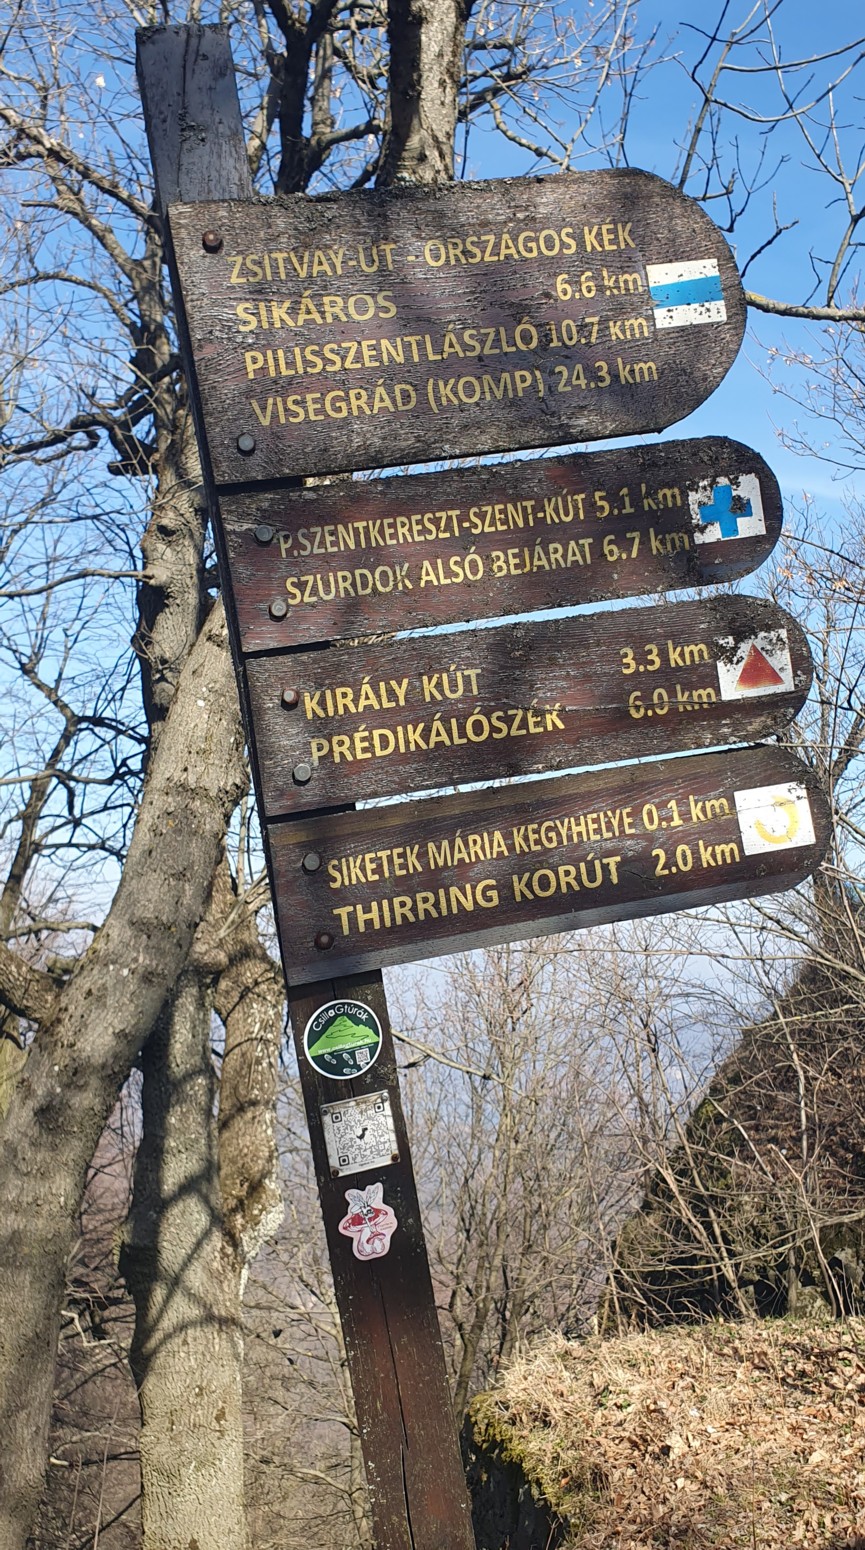 ZSITVAY-ÚT - ORSZÁGOS KÉK
SIKÁROS 6.6 km
PILISSZENTLÁSZLÓ 10.7 km
VISEGRÁD (KOMP) 24.3 km
P.SZENTKERESZT-SZENT-KÚT 5.1 km
SZURDOK ALSÓ BEJÁRAT 6.7 km
KIRÁLY KÚT 3.3 km
PRÉDIKÁLÓSZÉK 6.0 km
SIKETEK MÁRIA KEGYHELYE 0.1 km
THIRRING KORÚT 2.0 km
CsillaGtúrák